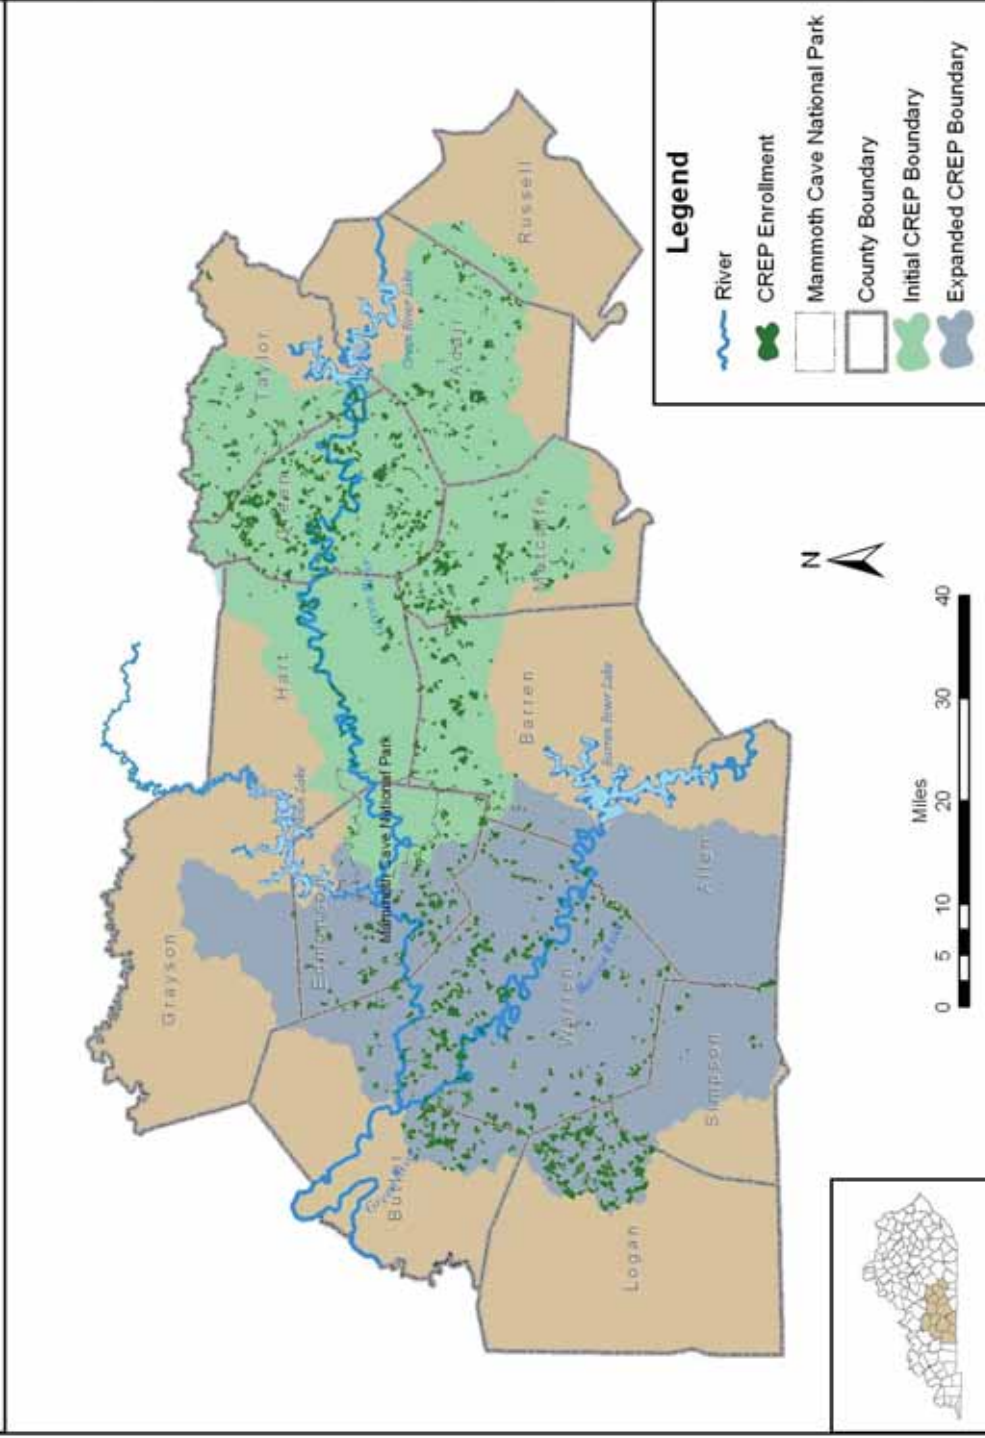 Grayson
Taylor
Hart
Green
Adair
Russell
Green River Lake
Green River
Metcalfe
Barren
Barren River Lake
Mammoth Cave National Park
Edmonson
Lake
Warren
River
Allen
Simpson
Butler
Logan
Legend
River
CREP Enrollment
Mammoth Cave National Park
County Boundary
Initial CREP Boundary
Expanded CREP Boundary
N
0 5 10 20 30 40
Miles